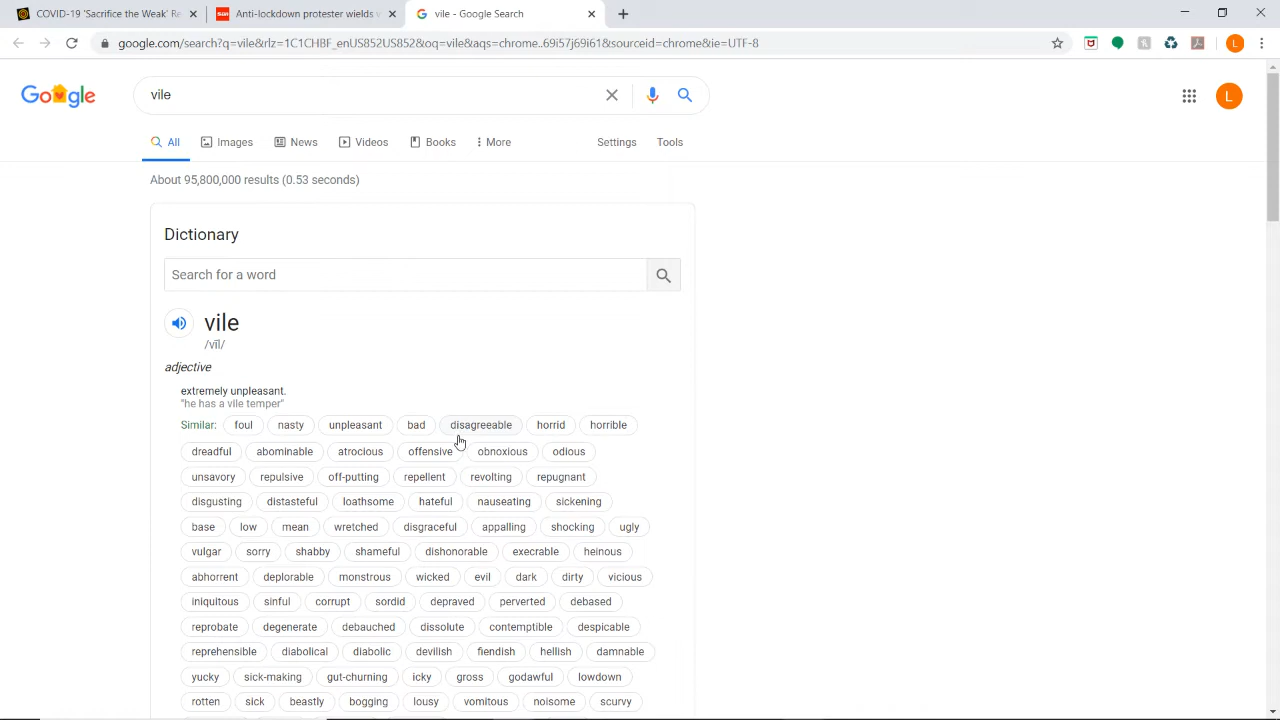 COVID-19 'Sacrifice the Weak' Re
Anti-lockdown protester wields v
vile - Google Search
google.com/search?q=vile&rlz=1C1CHBF_enUS852US852&oq=vile&aqs=chrome..69i57j69i61&sourceid=chrome&ie=UTF-8
L
Google
vile
L
All Images News Videos Books More Settings Tools
About 95,800,000 results (0.53 seconds)
Dictionary
Search for a word
vile
/vīl/
adjective
extremely unpleasant.
"he has a vile temper"
Similar: foul nasty unpleasant bad disagreeable horrid horrible
dreadful abominable atrocious offensive obnoxious odious
unsavory repulsive off-putting repellent revolting repugnant
disgusting distasteful loathsome hateful nauseating sickening
base low mean wretched disgraceful appalling shocking ugly
vulgar sorry shabby shameful dishonorable execrable heinous
abhorrent deplorable monstrous wicked evil dark dirty vicious
iniquitous sinful corrupt sordid depraved perverted debased
reprobate degenerate debauched dissolute contemptible despicable
reprehensible diabolical diabolic devilish fiendish hellish damnable
yucky sick-making gut-churning icky gross godawful lowdown
rotten sick beastly bogging lousy vomitous noisome scurvy